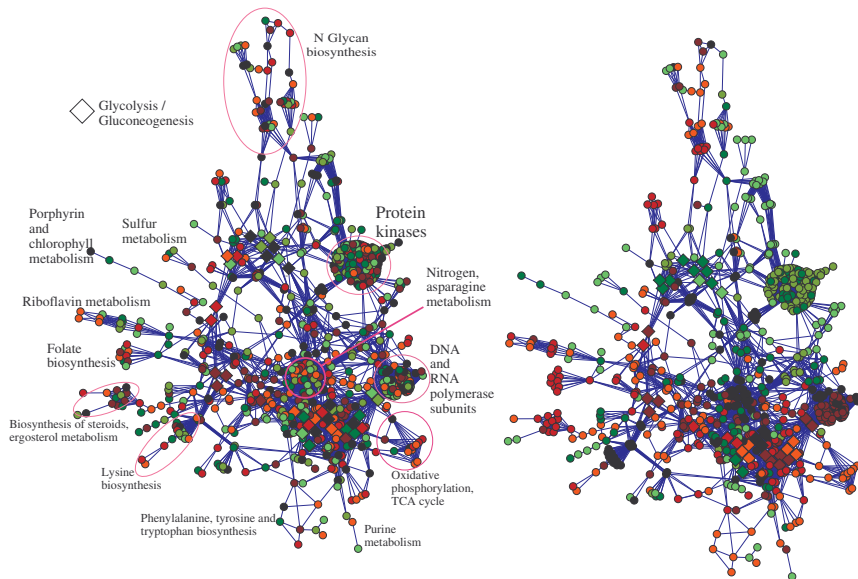 N Glycan
biosynthesis
Glycolysis /
Gluconeogenesis
Porphyrin
and
chlorophyll
metabolism
Sulfur
metabolism
Protein
kinases
Nitrogen,
asparagine
metabolism
Riboflavin metabolism
Folate
biosynthesis
DNA
and
RNA
polymerase
subunits
Biosynthesis of steroids,
ergosterol metabolism
Lysine
biosynthesis
Oxidative
phosphorylation,
TCA cycle
Phenylalanine, tyrosine and
tryptophan biosynthesis
Purine
metabolism